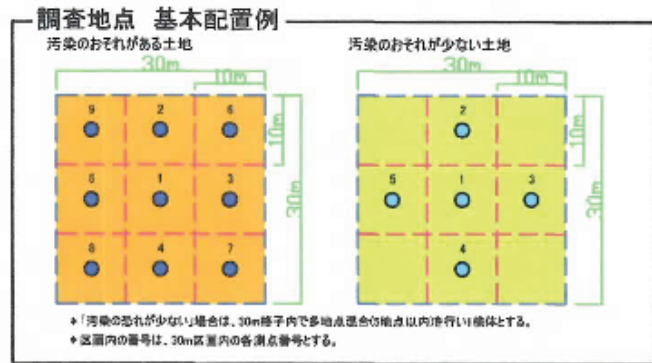 調査地点 基本配置例
汚染のおそれがある土地
汚染のおそれが少ない土地
30m
10m
30m
10m
9 2 6
2
10m
10m
5 1 3
5 1 3
30m
30m
8 4 7
4
*「汚染の恐れが少ない」場合は、30m格子内で多地点混合(5地点以内)を行い1検体とする。
*区画内の番号は、30m区画内の各測点番号とする。